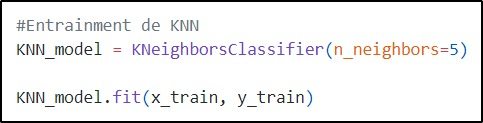 #Entrainment de KNN
KNN_model = KNeighborsClassifier(n_neighbors=5)
KNN_model.fit(x_train, y_train)